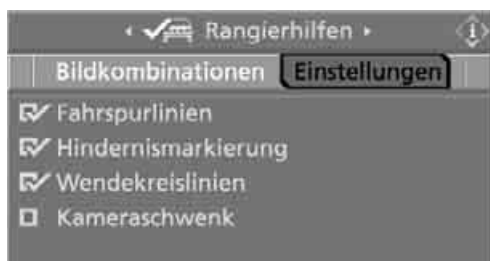 Rangierhilfen
Bildkombinationen Einstellungen
Fahrspurlinien
Hindernismarkierung
Wendekreislinien
Kameraschwenk